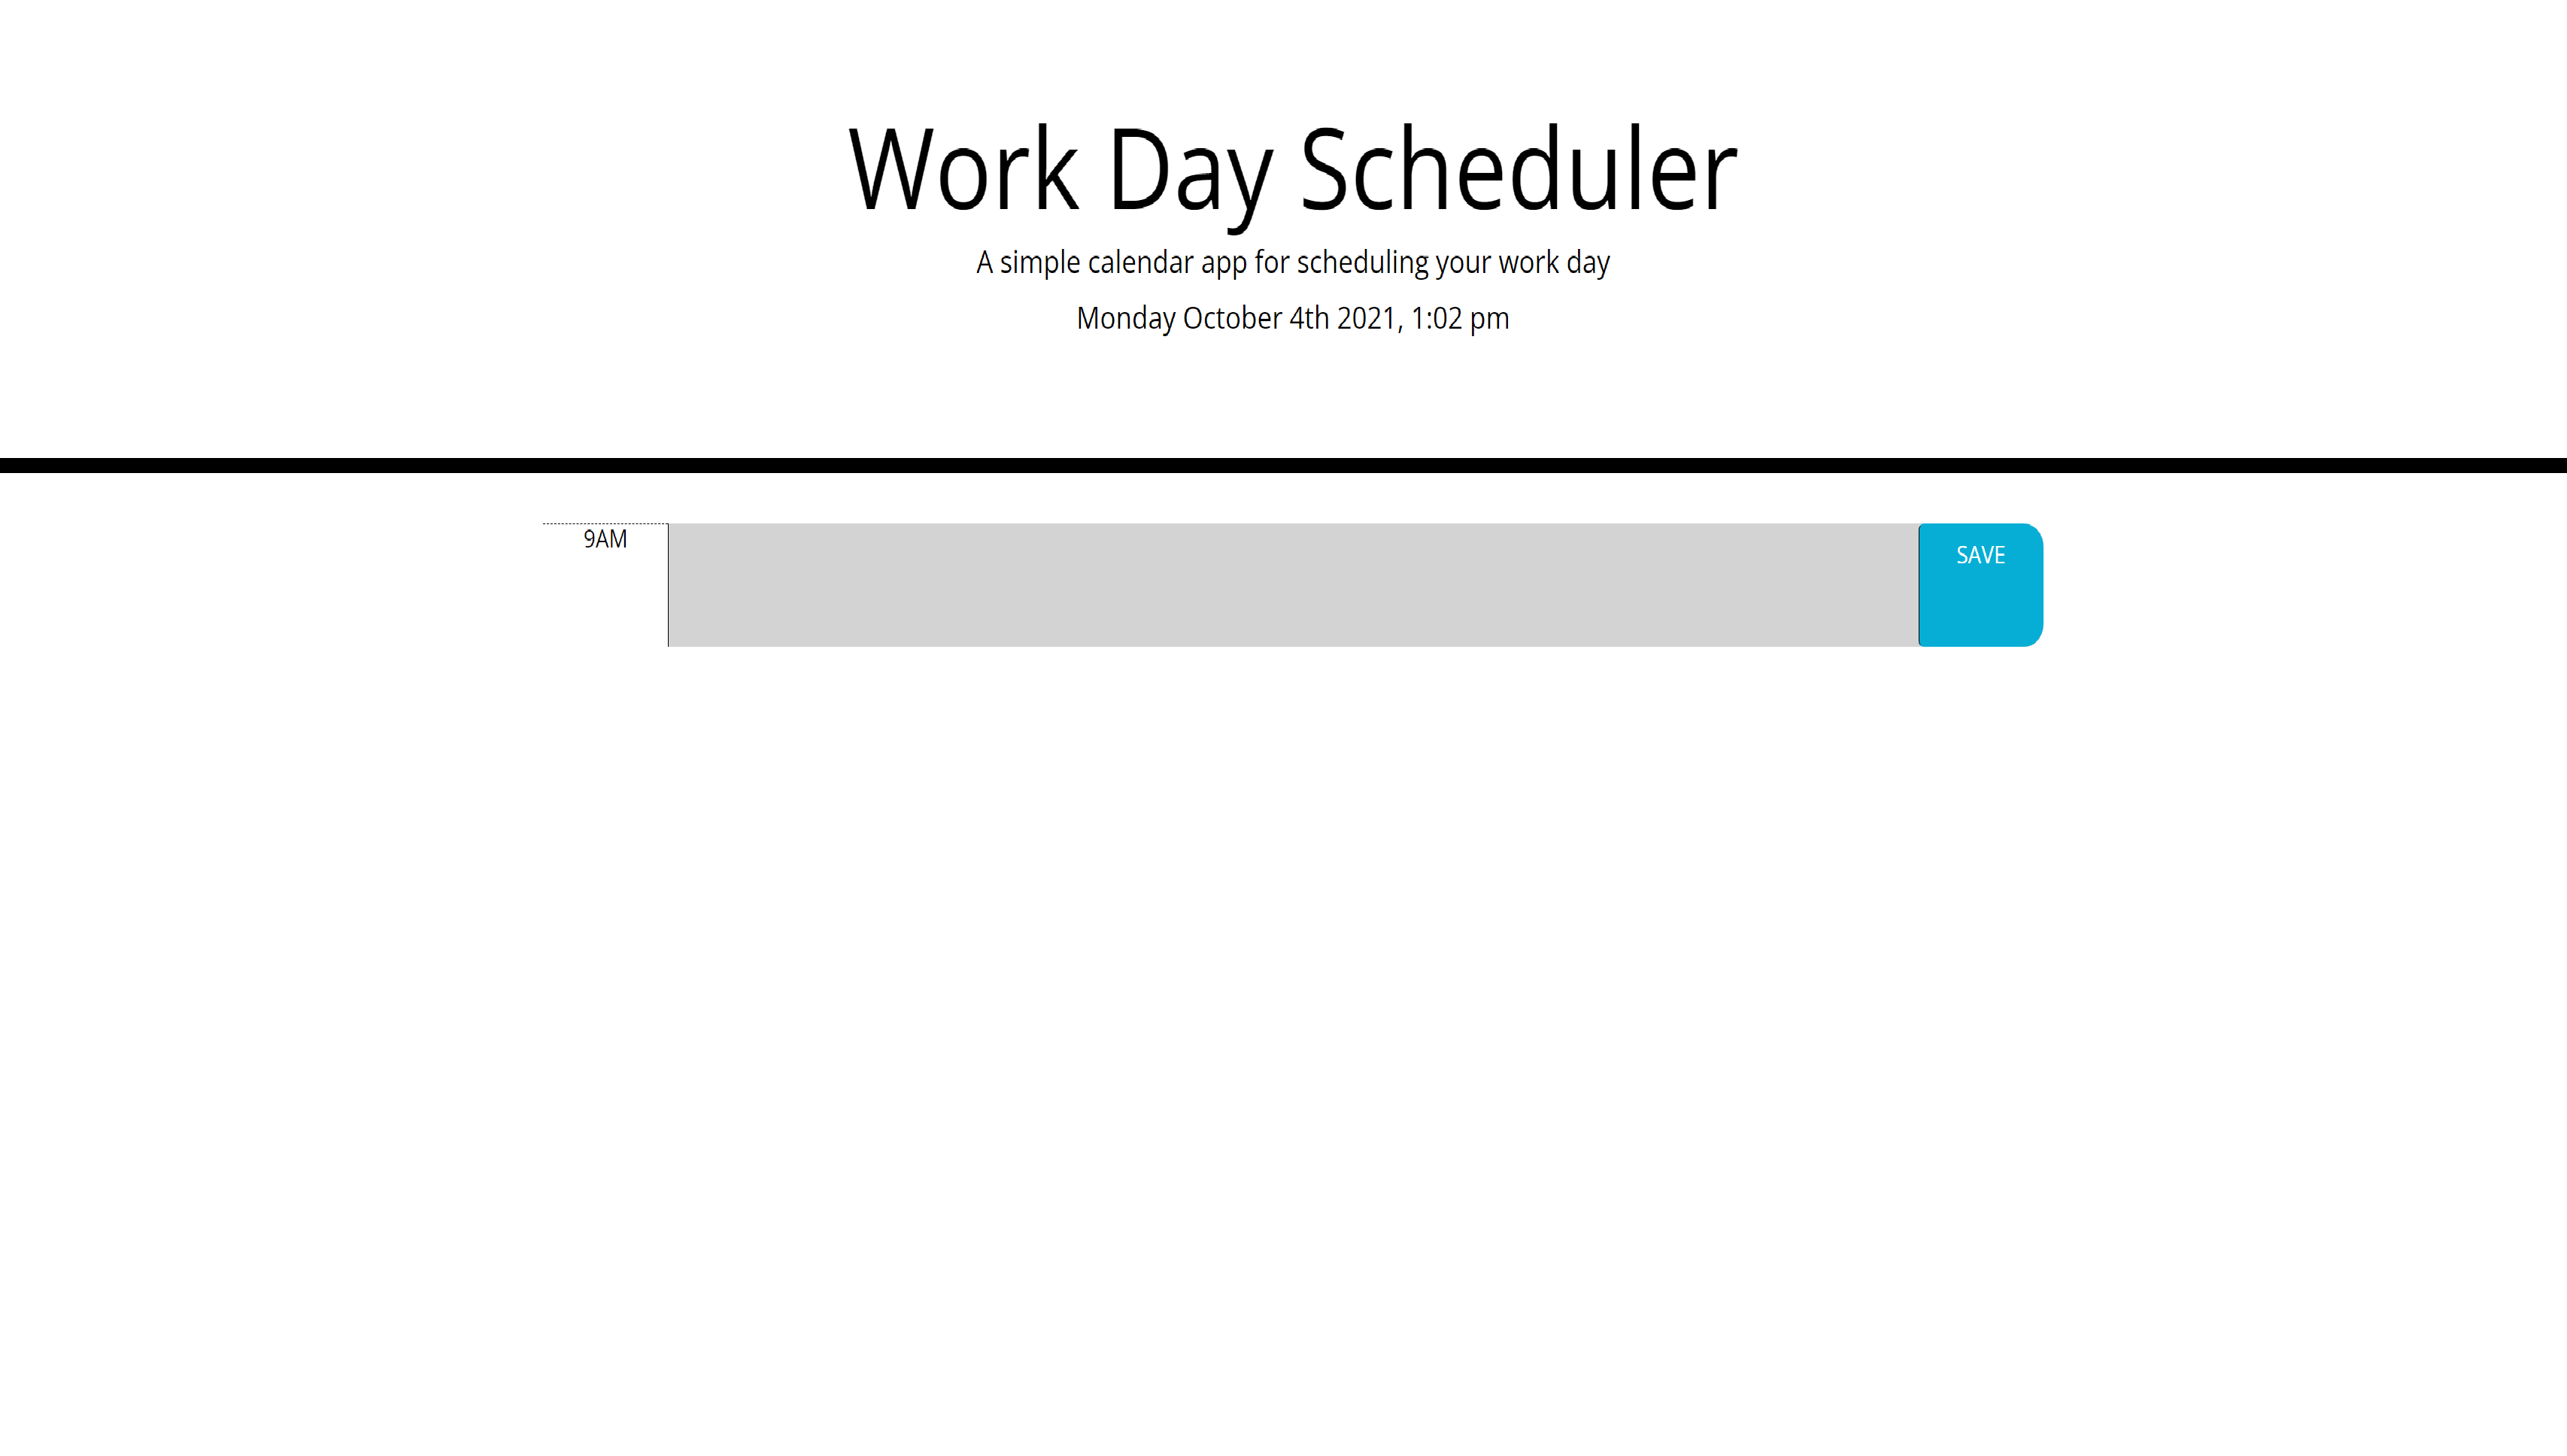 Work Day Scheduler
A simple calendar app for scheduling your work day
Monday October 4th 2021, 1:02 pm
9AM
SAVE